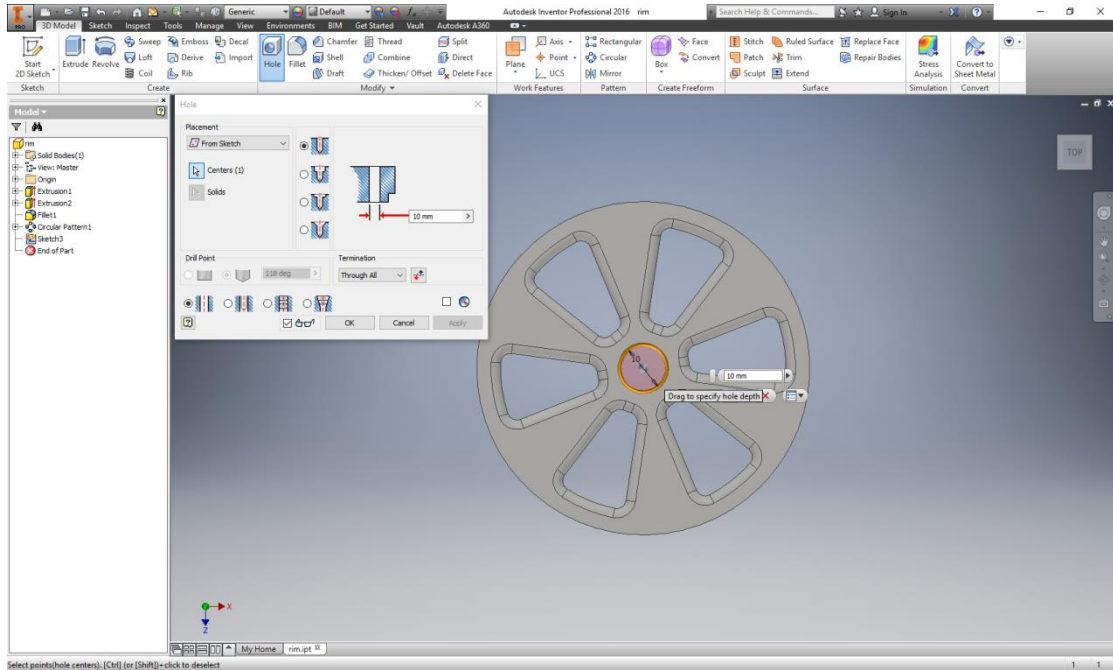 Generic
Default
Autodesk Inventor Professional 2016 rim
Search Help & Commands...
Sign In
PRO
3D Model Sketch Inspect Tools Manage View Environments BIM Get Started Vault Autodesk A360
Start
2D Sketch
Extrude Revolve
Sweep
Loft
Coil
Emboss
Derive
Rib
Decal
Import
Hole
Fillet
Chamfer
Shell
Draft
Thread
Combine
Thicken/ Offset
Split
Direct
Delete Face
Plane
Axis
Point
UCS
Rectangular
Circular
Mirror
Box
Face
Convert
Stitch
Patch
Sculpt
Ruled Surface
Trim
Extend
Replace Face
Repair Bodies
Stress
Analysis
Convert to
Sheet Metal
Sketch Create Modify Work Features Pattern Create Freeform Surface Simulation Convert
Model
rim
Solid Bodies(1)
View: Master
Origin
Extrusion1
Extrusion2
Fillet1
Circular Pattern1
Sketch3
End of Part
Hole
Placement
From Sketch
Centers (1)
Solids
10 mm
Drill Point
118 deg
Termination
Through All
OK Cancel Apply
TOP
10
10 mm
Drag to specify hole depth
X
Z
My Home rim.ipt
Select points(hole centers). [Ctrl] (or [Shift])+click to deselect
1 1